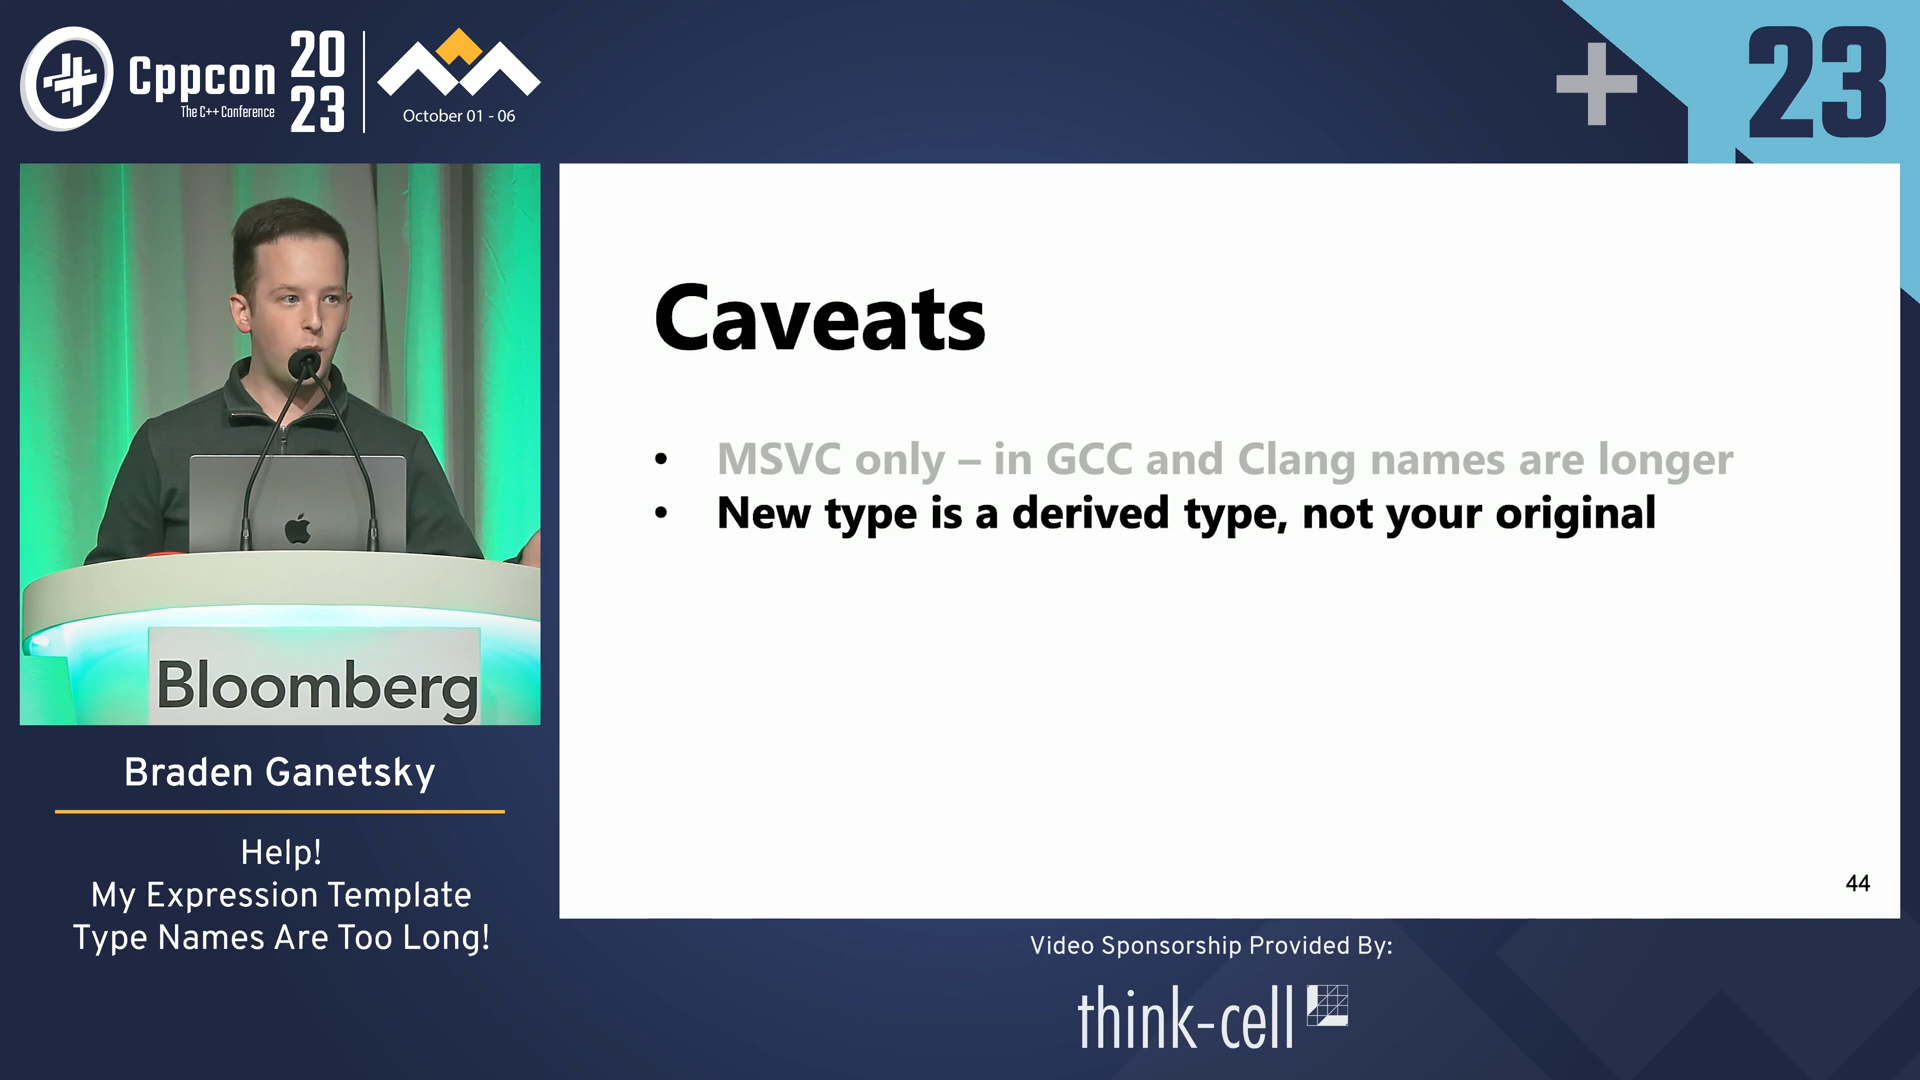 Cppcon
The C++ Conference
20
23
October 01 - 06
23
Caveats
• MSVC only – in GCC and Clang names are longer
• New type is a derived type, not your original
44
Bloomberg
Braden Ganetsky
Help!
My Expression Template
Type Names Are Too Long!
Video Sponsorship Provided By:
think-cell